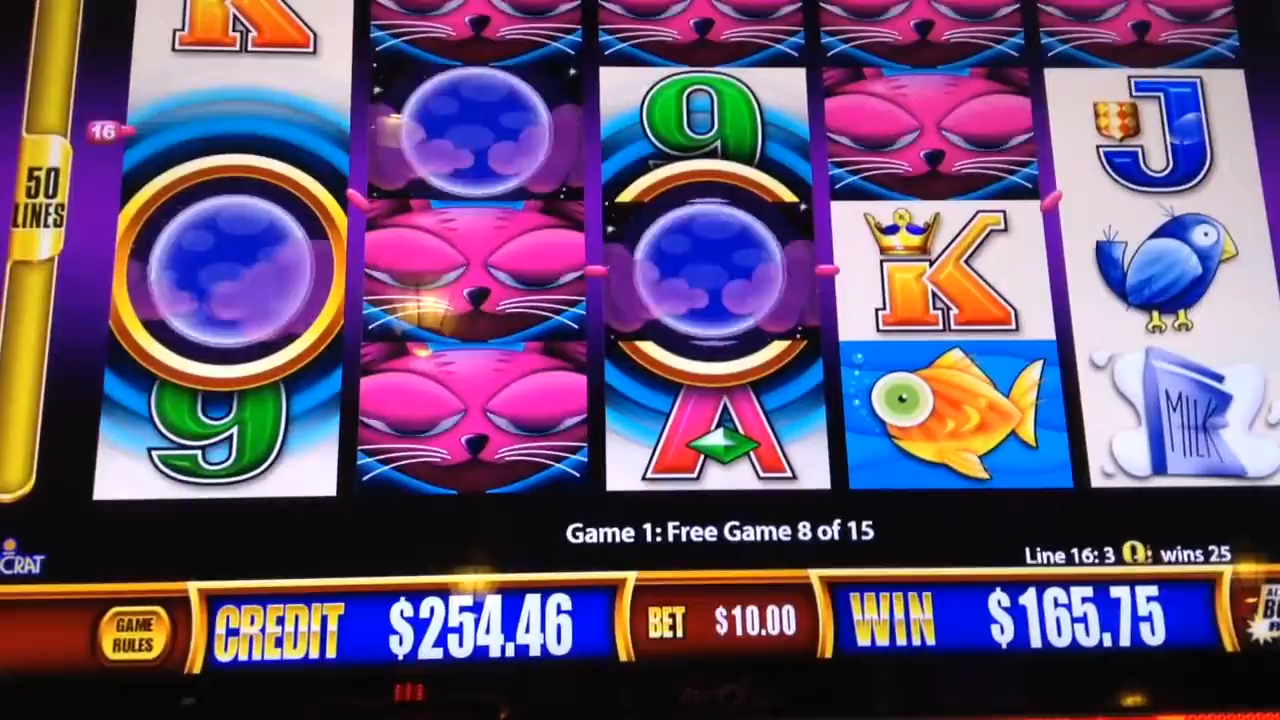 K
9
J
16
50
LINES
K
9
A
MILK
Game 1: Free Game 8 of 15
CRAT
Line 16: 3 Q: wins 25
GAME
RULES
CREDIT $254.46
BET $10.00
WIN $165.75